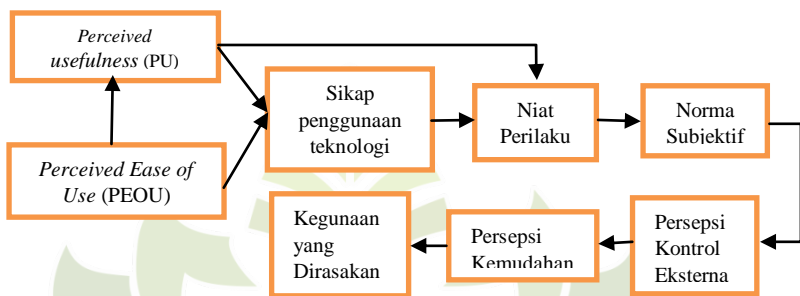 Perceived
usefulness (PU)
Sikap
penggunaan
teknologi
Niat
Perilaku
Norma
Subjektif
Perceived Ease of
Use (PEOU)
Kegunaan
yang
Dirasakan
Persepsi
Kemudahan
Persepsi
Kontrol
Eksterna